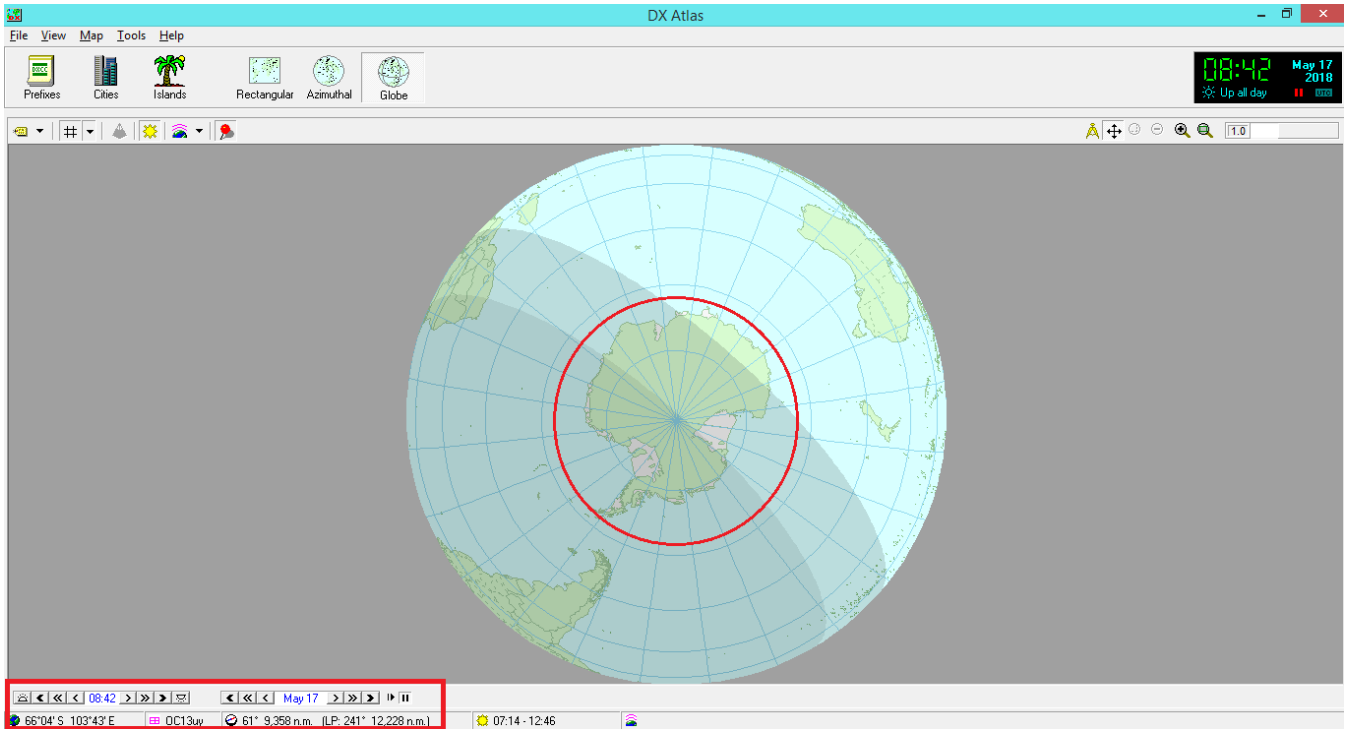 DX Atlas
File View Map Tools Help
Prefixes Cities Islands Rectangular Azimuthal Globe
08:42 May 17 2018
Up all day UTC
1.0
08:42 May 17
66°04' S 103°43' E OC13uy 61° 9,358 n.m. (LP: 241° 12,228 n.m.) 07:14 - 12:46